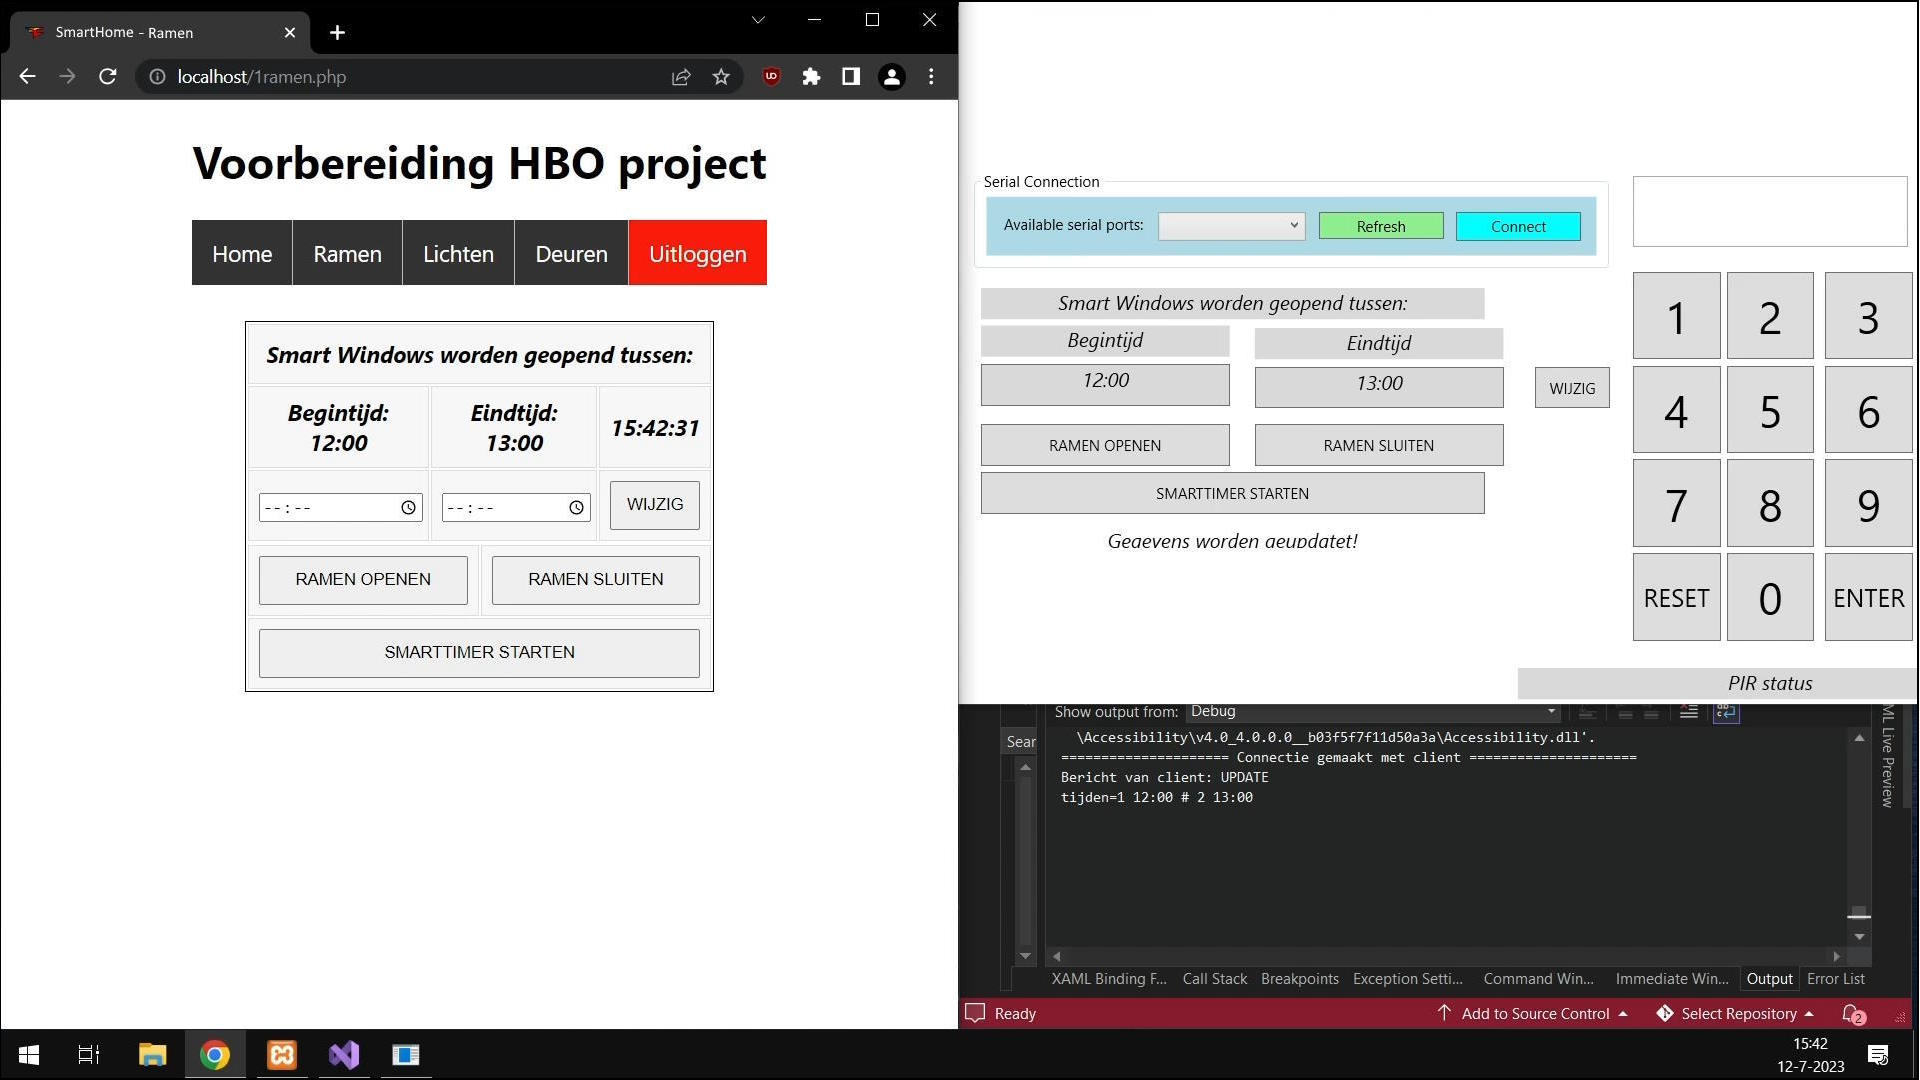 SmartHome - Ramen
localhost/1ramen.php
Voorbereiding HBO project
Home
Ramen
Lichten
Deuren
Uitloggen
Smart Windows worden geopend tussen:
Begintijd:
12:00
Eindtijd:
13:00
15:42:31
--:--
--:--
WIJZIG
RAMEN OPENEN
RAMEN SLUITEN
SMARTTIMER STARTEN
Serial Connection
Available serial ports:
Refresh
Connect
Smart Windows worden geopend tussen:
Begintijd
Eindtijd
12:00
13:00
WIJZIG
RAMEN OPENEN
RAMEN SLUITEN
SMARTTIMER STARTEN
Gegevens worden geupdatet!
1
2
3
4
5
6
7
8
9
RESET
0
ENTER
PIR status
Show output from:
Debug
Sear
\Accessibility\v4.0_4.0.0.0__b03f5f7f11d50a3a\Accessibility.dll'.
===================== Connectie gemaakt met client =====================
Bericht van client: UPDATE
tijden=1 12:00 # 2 13:00
ML Live Preview
XAML Binding F...
Call Stack
Breakpoints
Exception Setti...
Command Win...
Immediate Win...
Output
Error List
Ready
Add to Source Control
Select Repository
2
15:42
12-7-2023